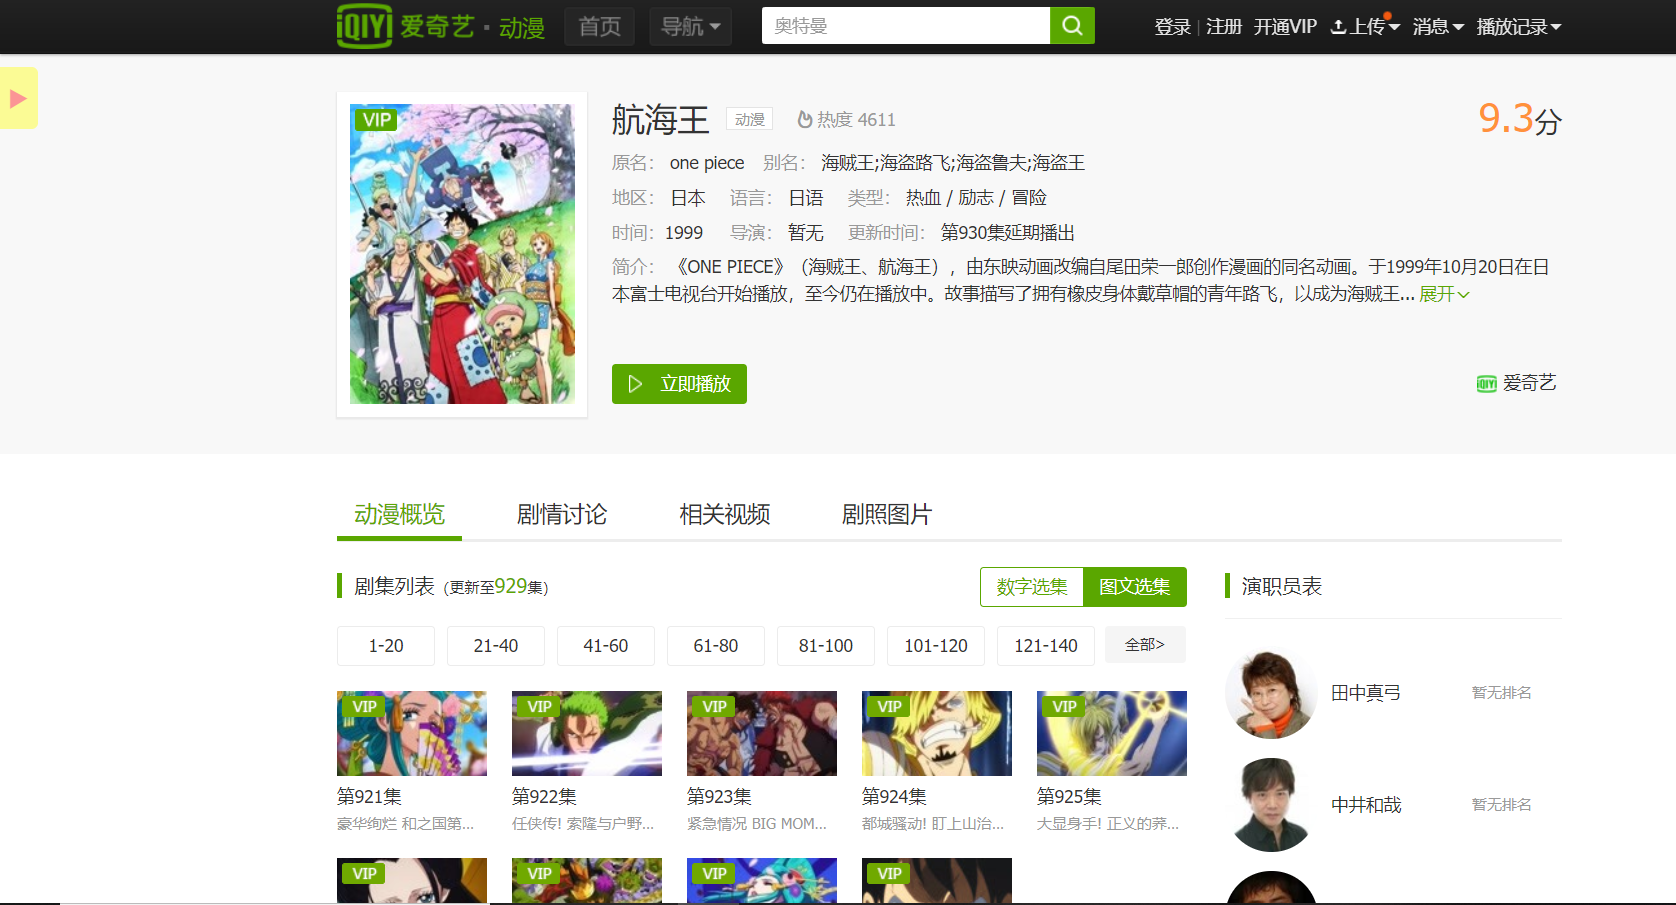 iQIYI 爱奇艺 · 动漫 首页 导航 奥特曼 登录 | 注册 开通VIP 上传 消息 播放记录
VIP
航海王 动漫 热度 4611 9.3分
原名： one piece 别名： 海贼王;海盗路飞;海盗鲁夫;海盗王
地区： 日本 语言： 日语 类型： 热血 / 励志 / 冒险
时间： 1999 导演： 暂无 更新时间： 第930集延期播出
简介： 《ONE PIECE》（海贼王、航海王），由东映动画改编自尾田荣一郎创作漫画的同名动画。于1999年10月20日在日
本富士电视台开始播放，至今仍在播放中。故事描写了拥有橡皮身体戴草帽的青年路飞，以成为海贼王... 展开
立即播放 iQIYI 爱奇艺
动漫概览 剧情讨论 相关视频 剧照图片
剧集列表 (更新至929集) 数字选集 图文选集 演职员表
1-20 21-40 41-60 61-80 81-100 101-120 121-140 全部>
VIP VIP VIP VIP VIP
田中真弓 暂无排名
第921集 第922集 第923集 第924集 第925集
中井和哉 暂无排名
豪华绚烂 和之国第... 任侠传! 索隆与户野... 紧急情况 BIG MOM... 都城骚动! 盯上山治... 大显身手! 正义的荞...
VIP VIP VIP VIP